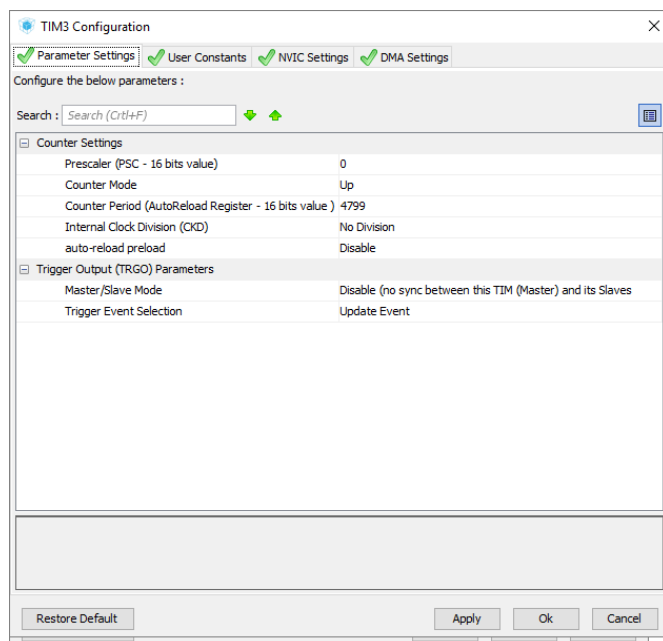 TIM3 Configuration
Parameter Settings User Constants NVIC Settings DMA Settings
Configure the below parameters :
Search : Search (Crtl+F)
Counter Settings
Prescaler (PSC - 16 bits value) 0
Counter Mode Up
Counter Period (AutoReload Register - 16 bits value ) 4799
Internal Clock Division (CKD) No Division
auto-reload preload Disable
Trigger Output (TRGO) Parameters
Master/Slave Mode Disable (no sync between this TIM (Master) and its Slaves
Trigger Event Selection Update Event
Restore Default Apply Ok Cancel